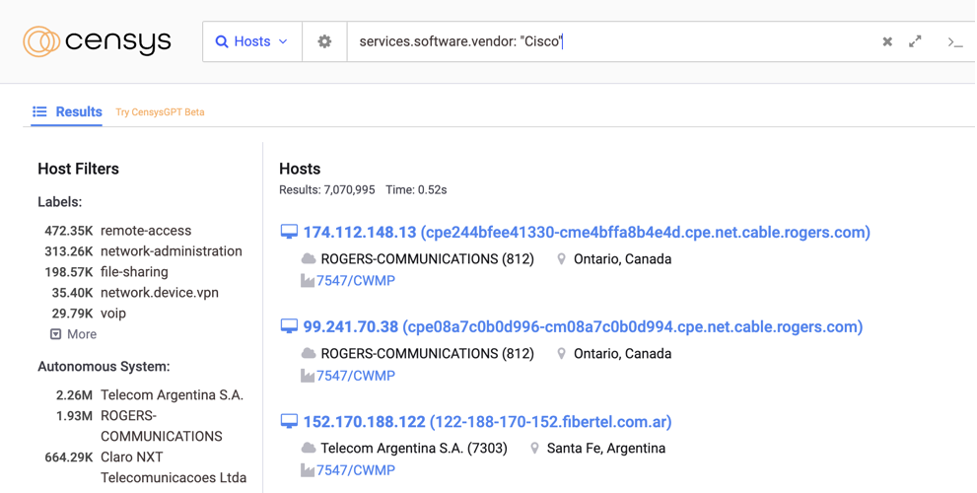 censys
Hosts
services.software.vendor: "Cisco"
Results
Try CensysGPT Beta
Host Filters
Labels:
472.35K remote-access
313.26K network-administration
198.57K file-sharing
35.40K network.device.vpn
29.79K voip
More
Autonomous System:
2.26M Telecom Argentina S.A.
1.93M ROGERS-
COMMUNICATIONS
664.29K Claro NXT
Telecomunicacoes Ltda
Hosts
Results: 7,070,995 Time: 0.52s
174.112.148.13 (cpe244bfee41330-cme4bffa8b4e4d.cpe.net.cable.rogers.com)
ROGERS-COMMUNICATIONS (812) Ontario, Canada
7547/CWMP
99.241.70.38 (cpe08a7c0b0d996-cm08a7c0b0d994.cpe.net.cable.rogers.com)
ROGERS-COMMUNICATIONS (812) Ontario, Canada
7547/CWMP
152.170.188.122 (122-188-170-152.fibertel.com.ar)
Telecom Argentina S.A. (7303) Santa Fe, Argentina
7547/CWMP